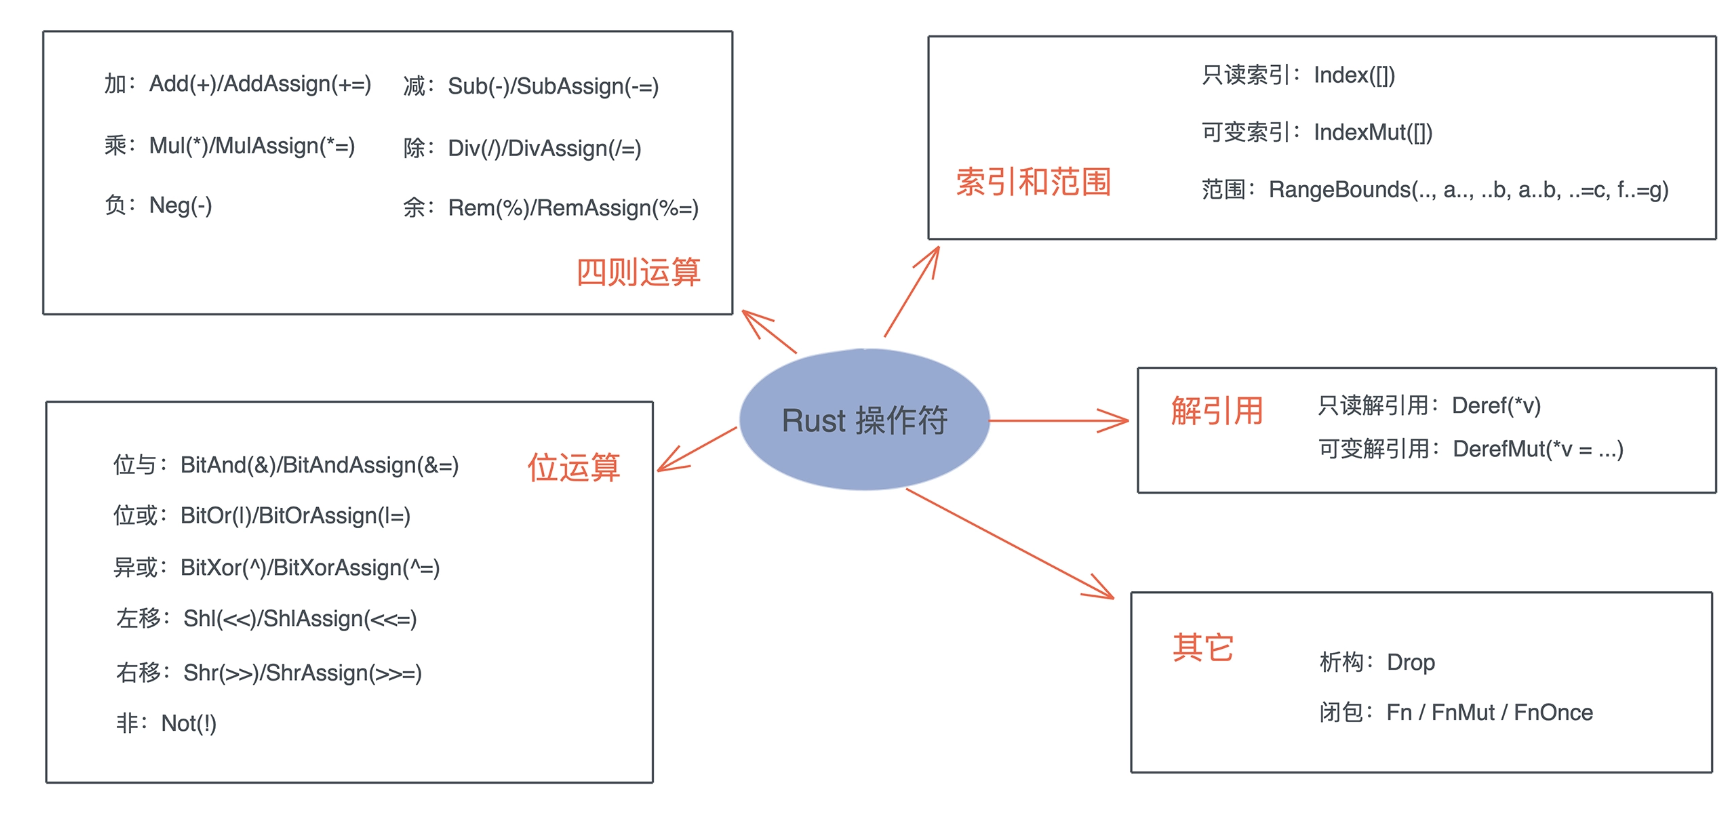 加：Add(+)/AddAssign(+=) 减：Sub(-)/SubAssign(-=)
乘：Mul(*)/MulAssign(*=) 除：Div(/)/DivAssign(/=)
负：Neg(-) 余：Rem(%)/RemAssign(%=)
四则运算
只读索引：Index([])
可变索引：IndexMut([])
索引和范围
范围：RangeBounds(.., a.., ..b, a..b, ..=c, f..=g)
Rust 操作符
解引用
只读解引用：Deref(*v)
可变解引用：DerefMut(*v = ...)
位与：BitAnd(&)/BitAndAssign(&=)
位运算
位或：BitOr(|)/BitOrAssign(|=)
异或：BitXor(^)/BitXorAssign(^=)
左移：Shl(<<)/ShlAssign(<<=)
右移：Shr(>>)/ShrAssign(>>=)
非：Not(!)
其它
析构：Drop
闭包：Fn / FnMut / FnOnce